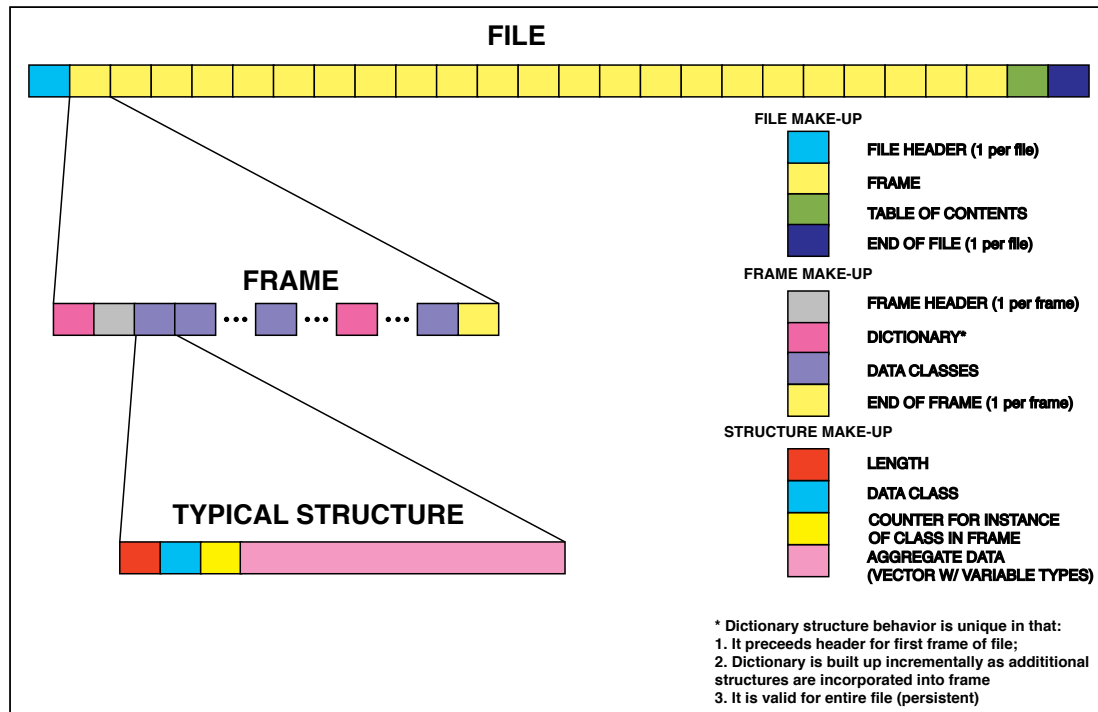 FILE
FILE MAKE-UP
FILE HEADER (1 per file)
FRAME
TABLE OF CONTENTS
END OF FILE (1 per file)
FRAME
FRAME MAKE-UP
FRAME HEADER (1 per frame)
DICTIONARY*
DATA CLASSES
END OF FRAME (1 per frame)
STRUCTURE MAKE-UP
LENGTH
DATA CLASS
COUNTER FOR INSTANCE
OF CLASS IN FRAME
AGGREGATE DATA
(VECTOR W/ VARIABLE TYPES)
TYPICAL STRUCTURE
* Dictionary structure behavior is unique in that:
1. It preceeds header for first frame of file;
2. Dictionary is built up incrementally as addititional
structures are incorporated into frame
3. It is valid for entire file (persistent)